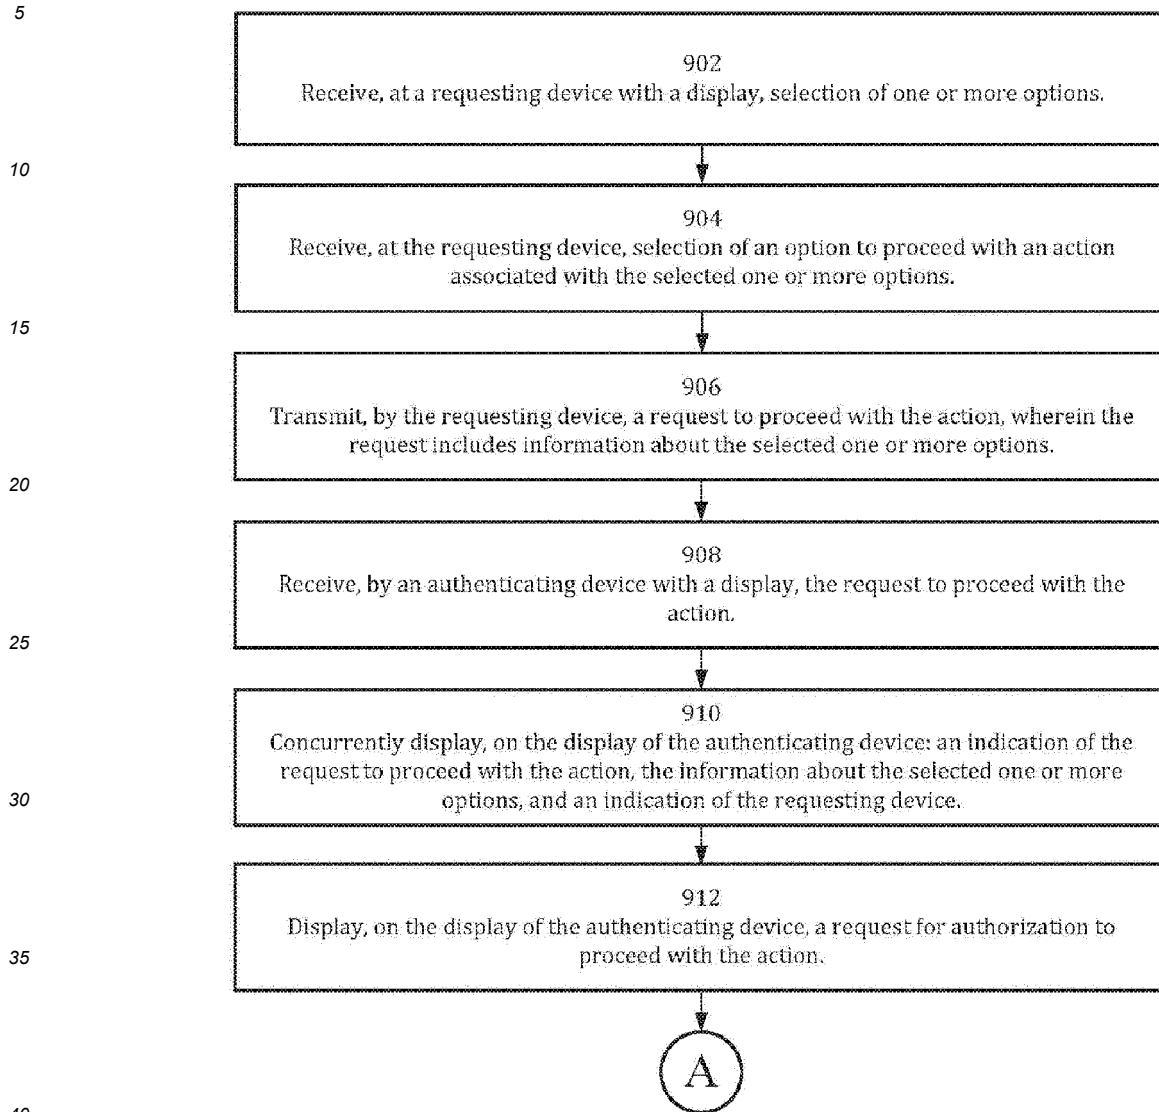 5
902
Receive, at a requesting device with a display, selection of one or more options.
10
904
Receive, at the requesting device, selection of an option to proceed with an action
associated with the selected one or more options.
15
906
Transmit, by the requesting device, a request to proceed with the action, wherein the
request includes information about the selected one or more options.
20
908
Receive, by an authenticating device with a display, the request to proceed with the
action.
25
910
Concurrently display, on the display of the authenticating device: an indication of the
request to proceed with the action, the information about the selected one or more
options, and an indication of the requesting device.
30
912
Display, on the display of the authenticating device, a request for authorization to
proceed with the action.
35
A